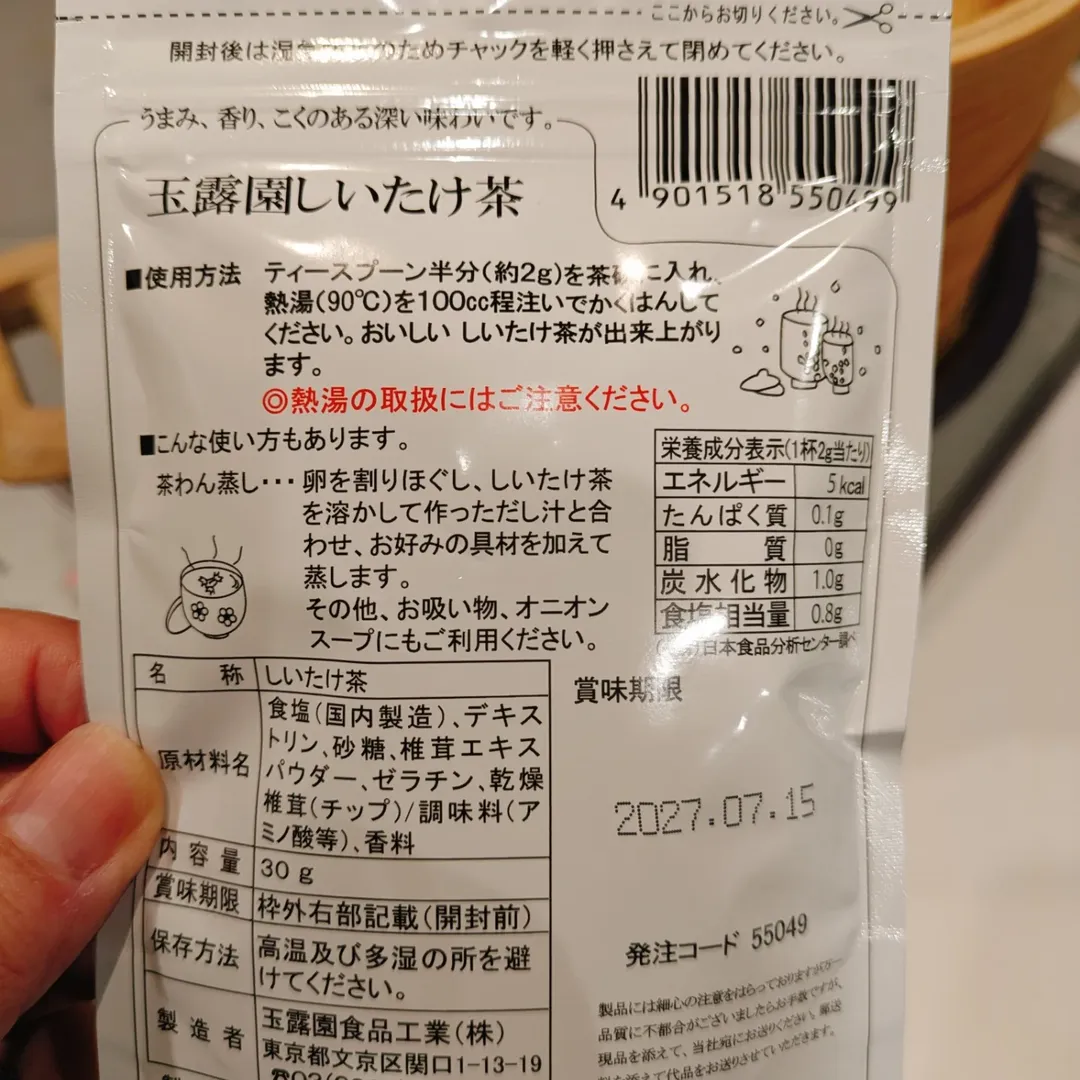 ここからお切りください。
開封後は湿 のためチャックを軽く押さえて閉めてください。
うまみ、香り、こくのある深い味わいです。
玉露園しいたけ茶
4 901518 550499
■使用方法 ティースプーン半分(約2g)を茶碗に入れ、
熱湯(90℃)を100cc程注いでかくはんして
ください。おいしい しいたけ茶が出来上がり
ます。
◎熱湯の取扱にはご注意ください。
■こんな使い方もあります。
茶わん蒸し・・・卵を割りほぐし、しいたけ茶
を溶かして作っただし汁と合
わせ、お好みの具材を加えて
蒸します。
その他、お吸い物、オニオン
スープにもご利用ください。
栄養成分表示(1杯2g当たり)
エネルギー 5kcal
たんぱく質 0.1g
脂質 0g
炭水化物 1.0g
食塩相当量 0.8g
日本食品分析センター調べ
名称 しいたけ茶
原材料名 食塩(国内製造)、デキス
トリン、砂糖、椎茸エキス
パウダー、ゼラチン、乾燥
椎茸(チップ)/調味料(ア
ミノ酸等)、香料
内容量 30g
賞味期限 枠外右部記載(開封前)
保存方法 高温及び多湿の所を避
けてください。
製造者 玉露園食品工業(株)
東京都文京区関口1-13-19
賞味期限
2027.07.15
発注コード 55049
製品には細心の注意をはらっておりますが万一
品質に不都合がございましたらお手数ですが、
現品を添えて、当社宛にお送りください。郵送
料を添えて代品をお送りさせていただきます。